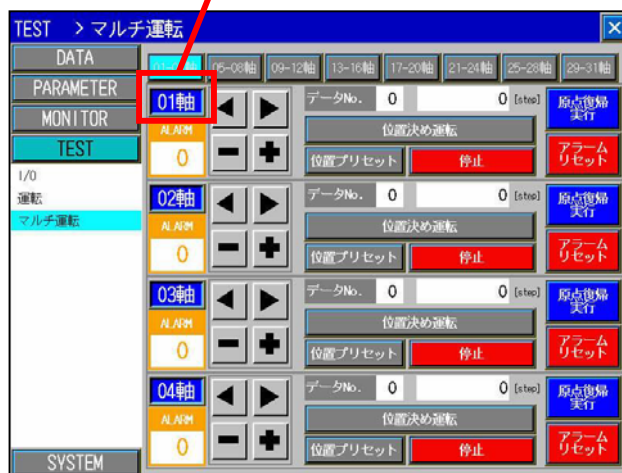 TEST >マルチ運転
DATA
PARAMETER
MONITOR
TEST
I/O
運転
マルチ運転
SYSTEM
05-08軸 09-12軸 13-16軸 17-20軸 21-24軸 25-28軸 29-31軸
01軸 データNo. 0 0 [step] 原点復帰
実行
ALARM 位置決め運転
0 位置プリセット 停止 アラーム
リセット
02軸 データNo. 0 0 [step] 原点復帰
実行
ALARM 位置決め運転
0 位置プリセット 停止 アラーム
リセット
03軸 データNo. 0 0 [step] 原点復帰
実行
ALARM 位置決め運転
0 位置プリセット 停止 アラーム
リセット
04軸 データNo. 0 0 [step] 原点復帰
実行
ALARM 位置決め運転
0 位置プリセット 停止 アラーム
リセット